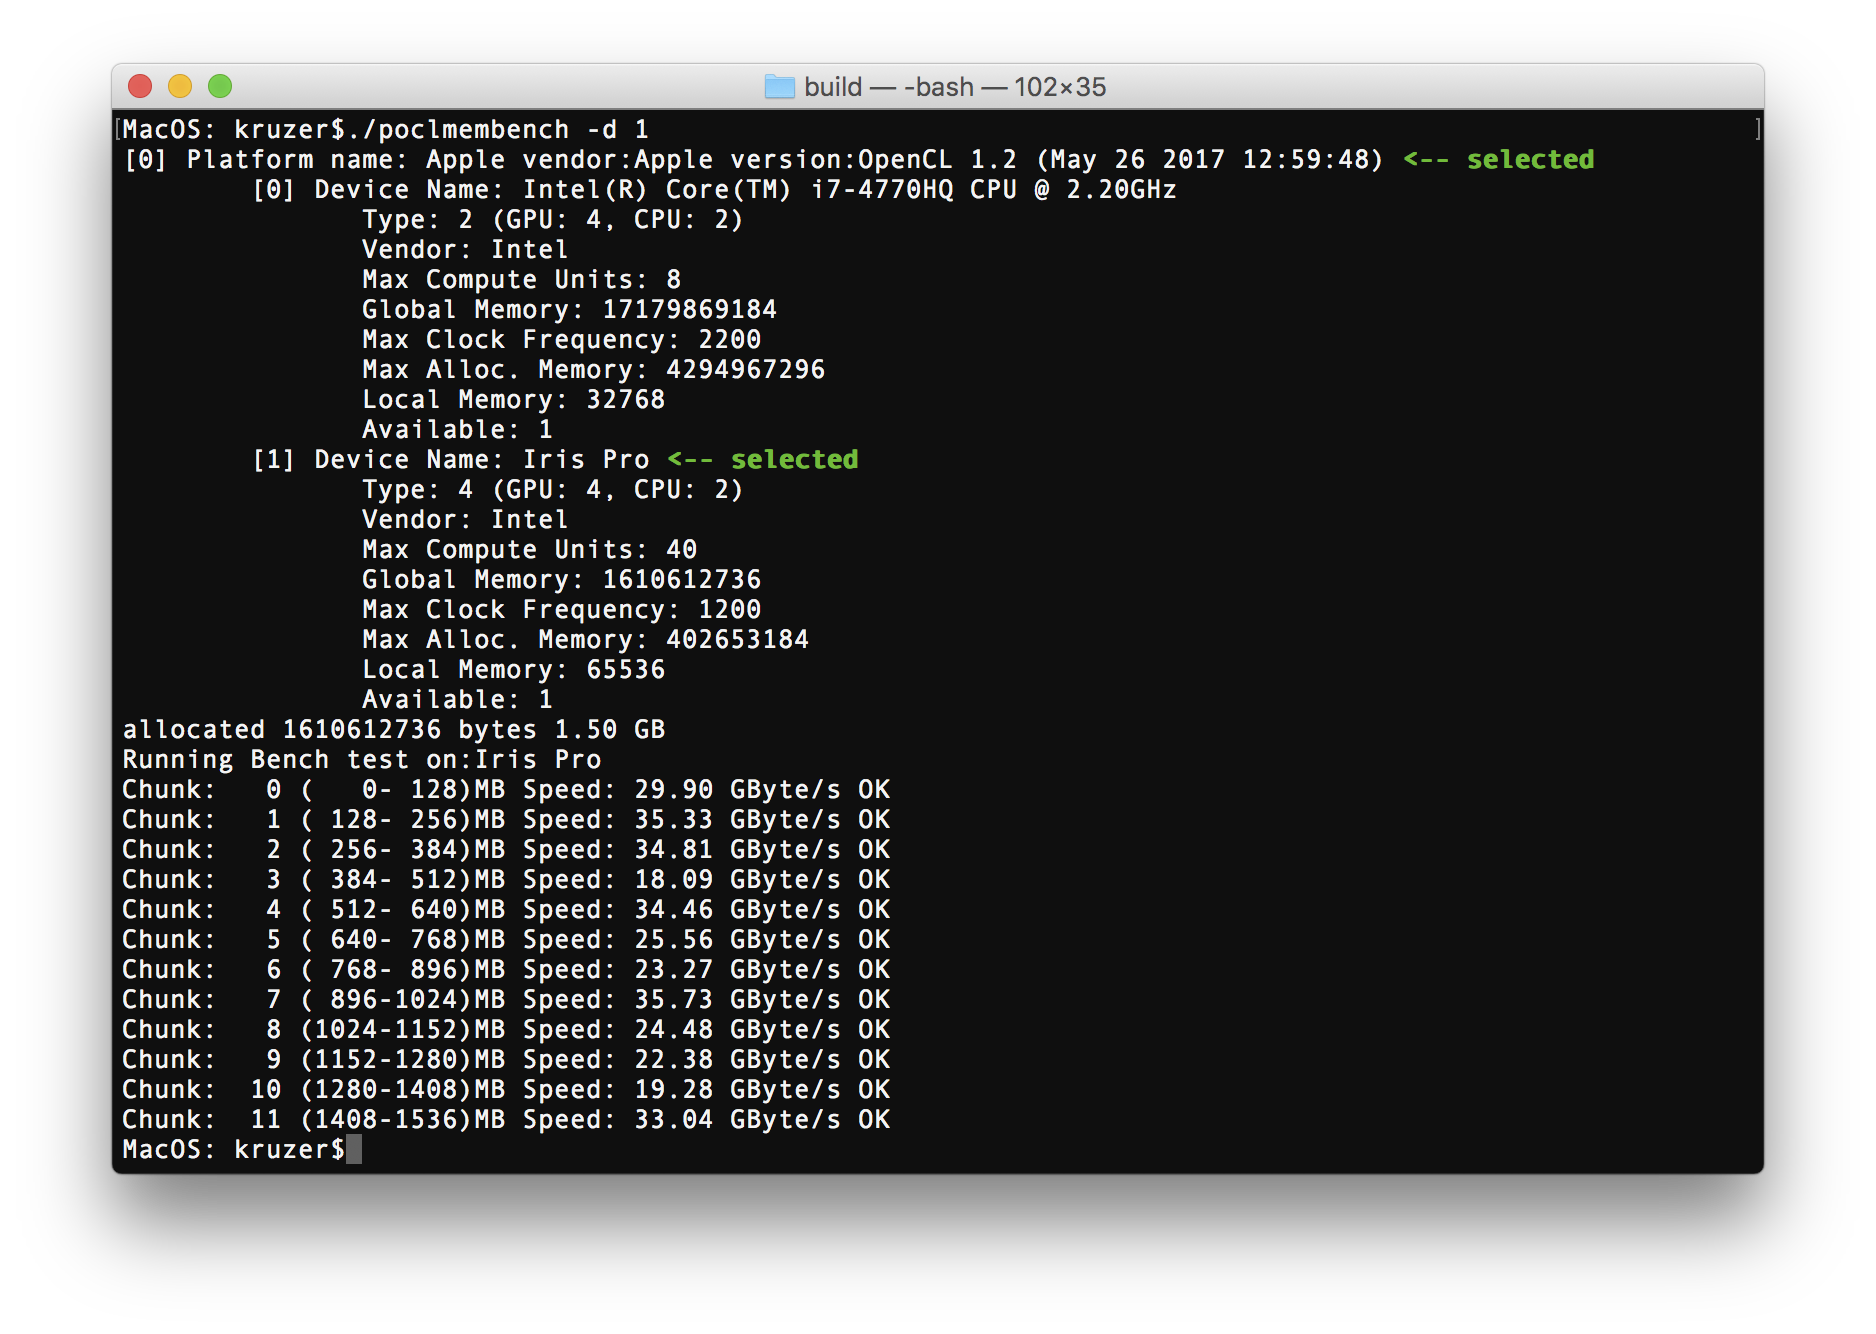 build — -bash — 102×35
[MacOS: kruzer$./poclmembench -d 1 ]
[0] Platform name: Apple vendor:Apple version:OpenCL 1.2 (May 26 2017 12:59:48) <-- selected
[0] Device Name: Intel(R) Core(TM) i7-4770HQ CPU @ 2.20GHz
Type: 2 (GPU: 4, CPU: 2)
Vendor: Intel
Max Compute Units: 8
Global Memory: 17179869184
Max Clock Frequency: 2200
Max Alloc. Memory: 4294967296
Local Memory: 32768
Available: 1
[1] Device Name: Iris Pro <-- selected
Type: 4 (GPU: 4, CPU: 2)
Vendor: Intel
Max Compute Units: 40
Global Memory: 1610612736
Max Clock Frequency: 1200
Max Alloc. Memory: 402653184
Local Memory: 65536
Available: 1
allocated 1610612736 bytes 1.50 GB
Running Bench test on:Iris Pro
Chunk:   0 (   0- 128)MB Speed: 29.90 GByte/s OK
Chunk:   1 ( 128- 256)MB Speed: 35.33 GByte/s OK
Chunk:   2 ( 256- 384)MB Speed: 34.81 GByte/s OK
Chunk:   3 ( 384- 512)MB Speed: 18.09 GByte/s OK
Chunk:   4 ( 512- 640)MB Speed: 34.46 GByte/s OK
Chunk:   5 ( 640- 768)MB Speed: 25.56 GByte/s OK
Chunk:   6 ( 768- 896)MB Speed: 23.27 GByte/s OK
Chunk:   7 ( 896-1024)MB Speed: 35.73 GByte/s OK
Chunk:   8 (1024-1152)MB Speed: 24.48 GByte/s OK
Chunk:   9 (1152-1280)MB Speed: 22.38 GByte/s OK
Chunk:  10 (1280-1408)MB Speed: 19.28 GByte/s OK
Chunk:  11 (1408-1536)MB Speed: 33.04 GByte/s OK
MacOS: kruzer$